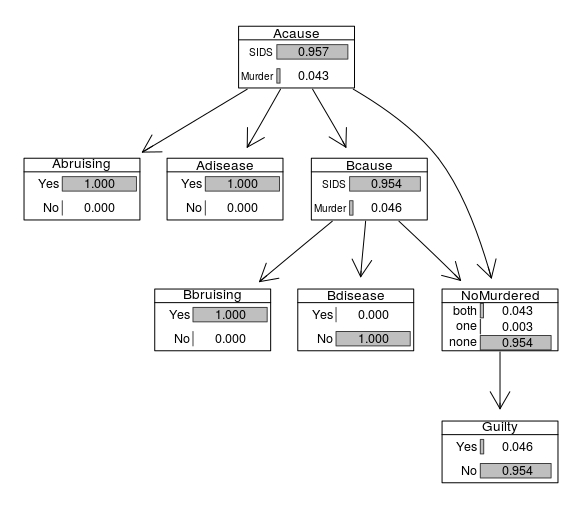 Acause
SIDS 0.957
Murder 0.043
Abruising
Yes 1.000
No 0.000
Adisease
Yes 1.000
No 0.000
Bcause
SIDS 0.954
Murder 0.046
Bbruising
Yes 1.000
No 0.000
Bdisease
Yes 0.000
No 1.000
NoMurdered
both 0.043
one 0.003
none 0.954
Guilty
Yes 0.046
No 0.954